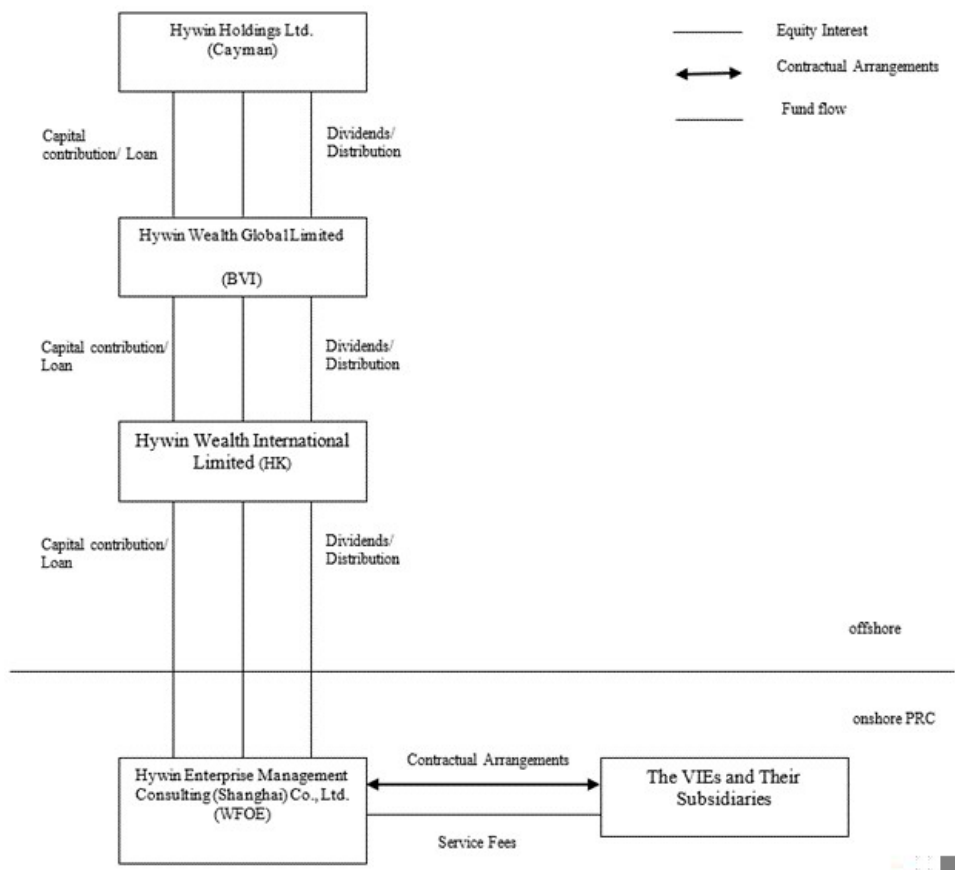 Hywin Holdings Ltd.
(Cayman)
Equity Interest
Contractual Arrangements
Fund flow
Capital
contribution/ Loan
Dividends/
Distribution
Hywin Wealth Global Limited
(BVI)
Capital contribution/
Loan
Dividends/
Distribution
Hywin Wealth International
Limited (HK)
Capital contribution/
Loan
Dividends/
Distribution
offshore
onshore PRC
Hywin Enterprise Management
Consulting (Shanghai) Co., Ltd.
(WFOE)
Contractual Arrangements
Service Fees
The VIEs and Their
Subsidiaries